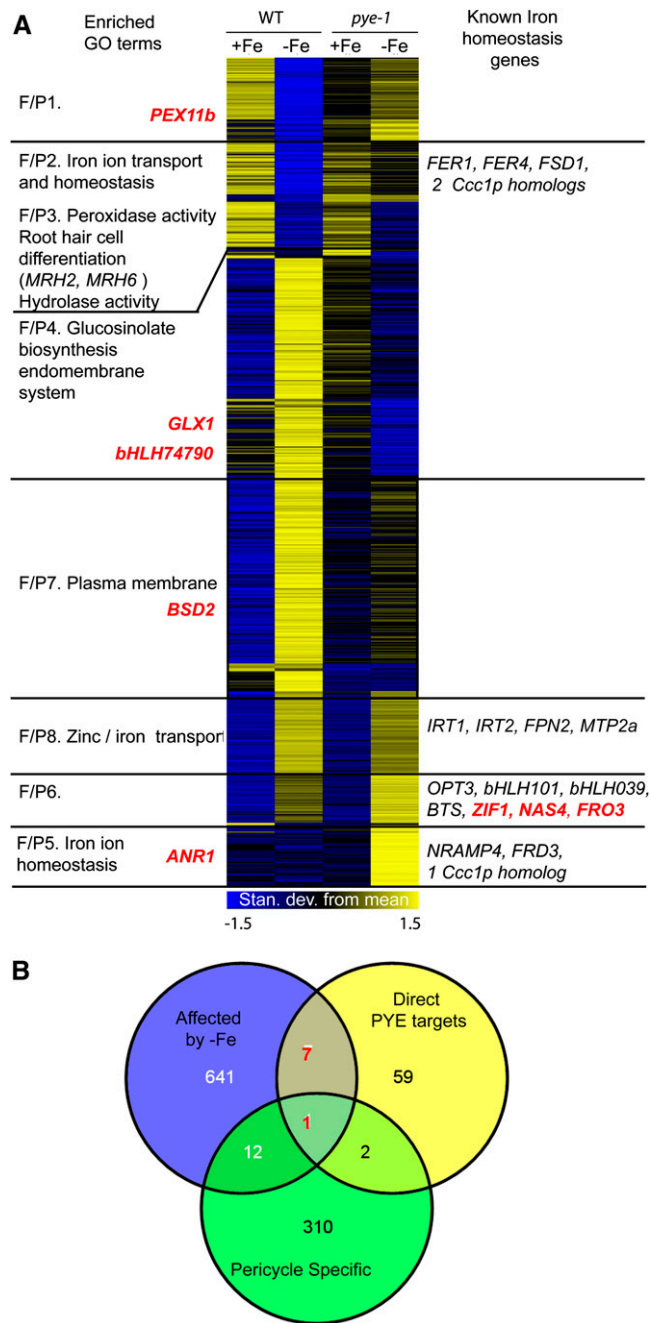 A
Enriched
GO terms
WT
pye-1
Known Iron
homeostasis
genes
+Fe
-Fe
+Fe
-Fe
F/P1.
PEX11b
F/P2. Iron ion transport
and homeostasis
FER1, FER4, FSD1,
2 Ccc1p homologs
F/P3. Peroxidase activity
Root hair cell
differentiation
(MRH2, MRH6 )
Hydrolase activity
F/P4. Glucosinolate
biosynthesis
endomembrane
system
GLX1
bHLH74790
F/P7. Plasma membrane
BSD2
F/P8. Zinc / iron transport
IRT1, IRT2, FPN2, MTP2a
F/P6.
OPT3, bHLH101, bHLH039,
BTS, ZIF1, NAS4, FRO3
F/P5. Iron ion
homeostasis
ANR1
NRAMP4, FRD3,
1 Ccc1p homolog
Stan. dev. from mean
-1.5
1.5
B
Affected
by -Fe
641
Direct
PYE targets
59
7
1
12
2
310
Pericycle Specific